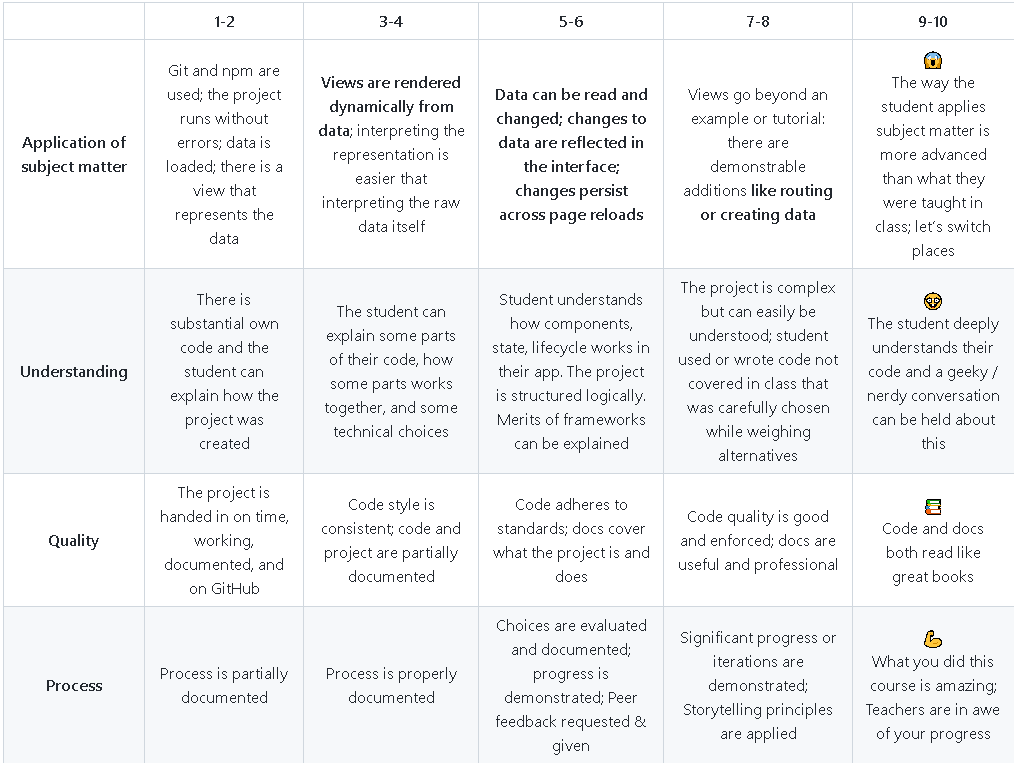 1-2 3-4 5-6 7-8 9-10
Application of
subject matter
Git and npm are
used; the project
runs without
errors; data is
loaded; there is a
view that
represents the
data
Views are rendered
dynamically from
data; interpreting the
representation is
easier that
interpreting the raw
data itself
Data can be read and
changed; changes to
data are reflected in
the interface;
changes persist
across page reloads
Views go beyond an
example or tutorial:
there are
demonstrable
additions like routing
or creating data
😱
The way the
student applies
subject matter is
more advanced
than what they
were taught in
class; let's switch
places
Understanding
There is
substantial own
code and the
student can
explain how the
project was
created
The student can
explain some parts
of their code, how
some parts works
together, and some
technical choices
Student understands
how components,
state, lifecycle works in
their app. The project
is structured logically.
Merits of frameworks
can be explained
The project is complex
but can easily be
understood; student
used or wrote code not
covered in class that
was carefully chosen
while weighing
alternatives
The student deeply
understands their
code and a geeky /
nerdy conversation
can be held about
this
Quality
The project is
handed in on time,
working,
documented, and
on GitHub
Code style is
consistent; code and
project are partially
documented
Code adheres to
standards; docs cover
what the project is and
does
Code quality is good
and enforced; docs are
useful and professional
📚
Code and docs
both read like
great books
Process
Process is partially
documented
Process is properly
documented
Choices are evaluated
and documented;
progress is
demonstrated; Peer
feedback requested &
given
Significant progress or
iterations are
demonstrated;
Storytelling principles
are applied
💪
What you did this
course is amazing;
Teachers are in awe
of your progress